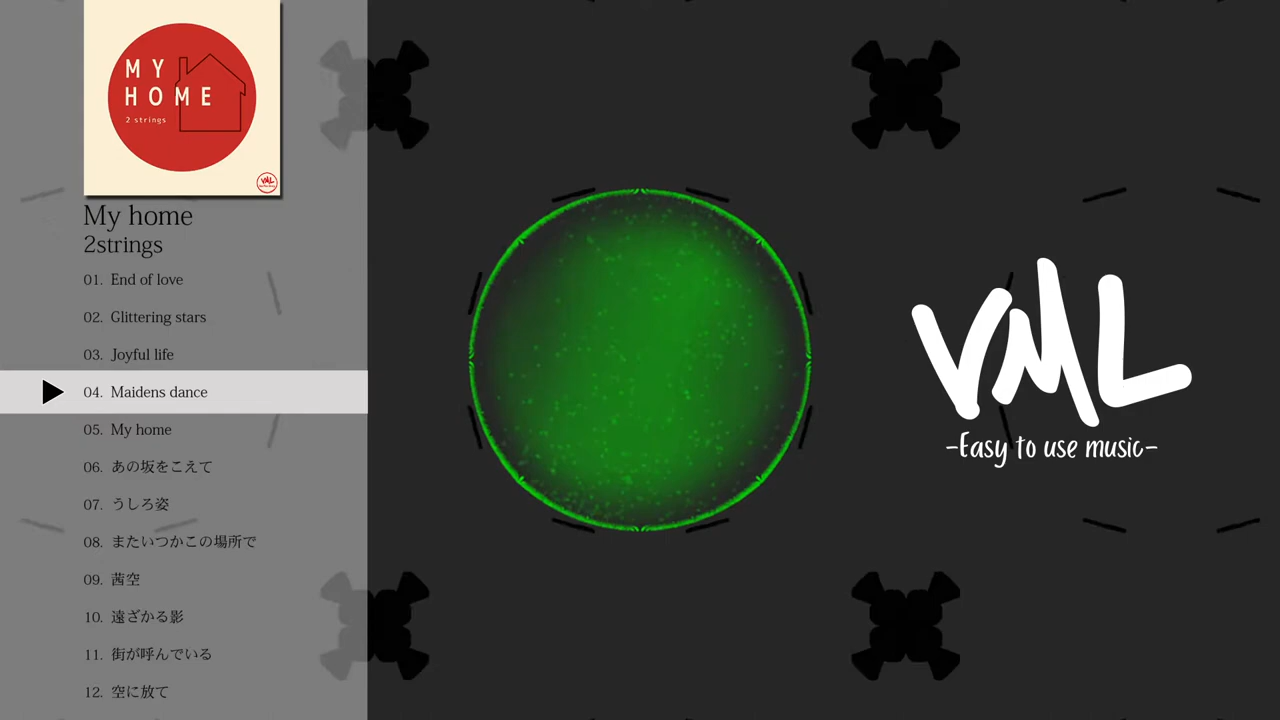 MY
HOME
2 strings
VML
My home
2strings
01. End of love
02. Glittering stars
03. Joyful life
04. Maidens dance
05. My home
06. あの坂をこえて
07. うしろ姿
08. またいつかこの場所で
09. 茜空
10. 遠ざかる影
11. 街が呼んでいる
12. 空に放て
VML
-Easy to use music-